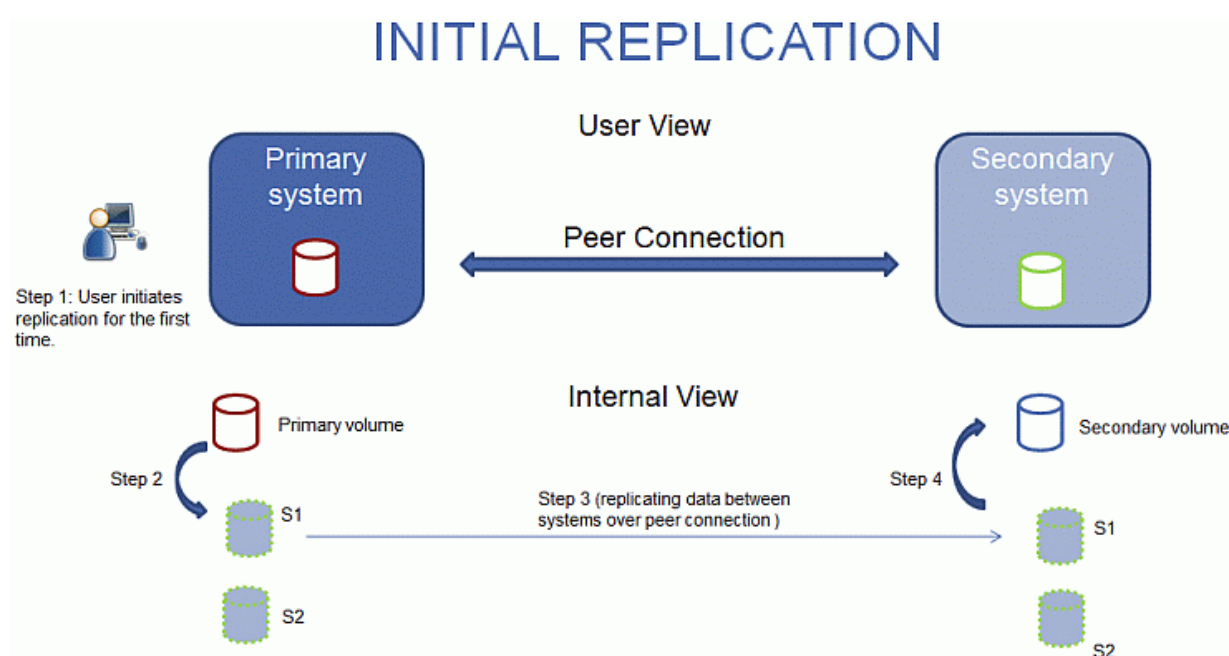 INITIAL REPLICATION
User View
Primary
system
Secondary
system
Peer Connection
Step 1: User initiates
replication for the first
time.
Internal View
Primary volume
Secondary volume
Step 2
Step 4
Step 3 (replicating data between
systems over peer connection )
S1
S1
S2
S2